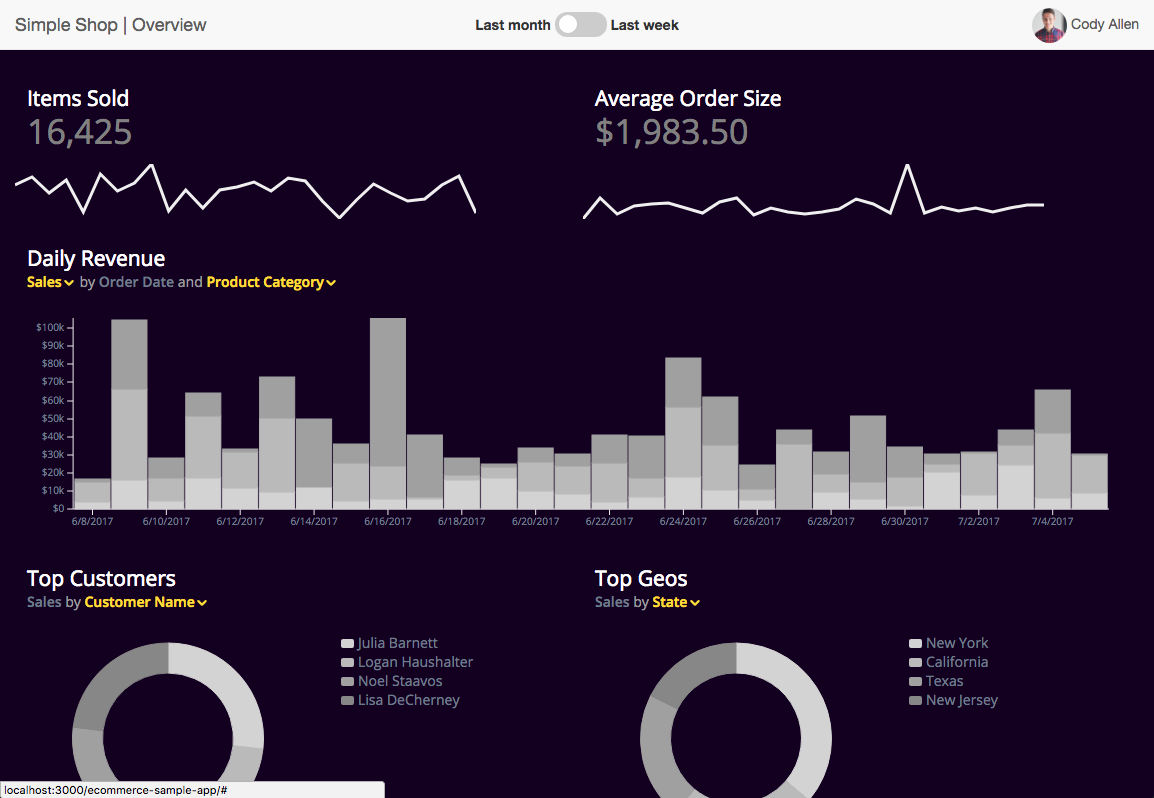 Simple Shop | Overview
Last month Last week
Cody Allen
Items Sold
16,425
Average Order Size
$1,983.50
Daily Revenue
Sales by Order Date and Product Category
$100k
$90k
$80k
$70k
$60k
$50k
$40k
$30k
$20k
$10k
$0
6/8/2017 6/10/2017 6/12/2017 6/14/2017 6/16/2017 6/18/2017 6/20/2017 6/22/2017 6/24/2017 6/26/2017 6/28/2017 6/30/2017 7/2/2017 7/4/2017
Top Customers
Sales by Customer Name
Julia Barnett
Logan Haushalter
Noel Staavos
Lisa DeCherney
Top Geos
Sales by State
New York
California
Texas
New Jersey
localhost:3000/ecommerce-sample-app/#